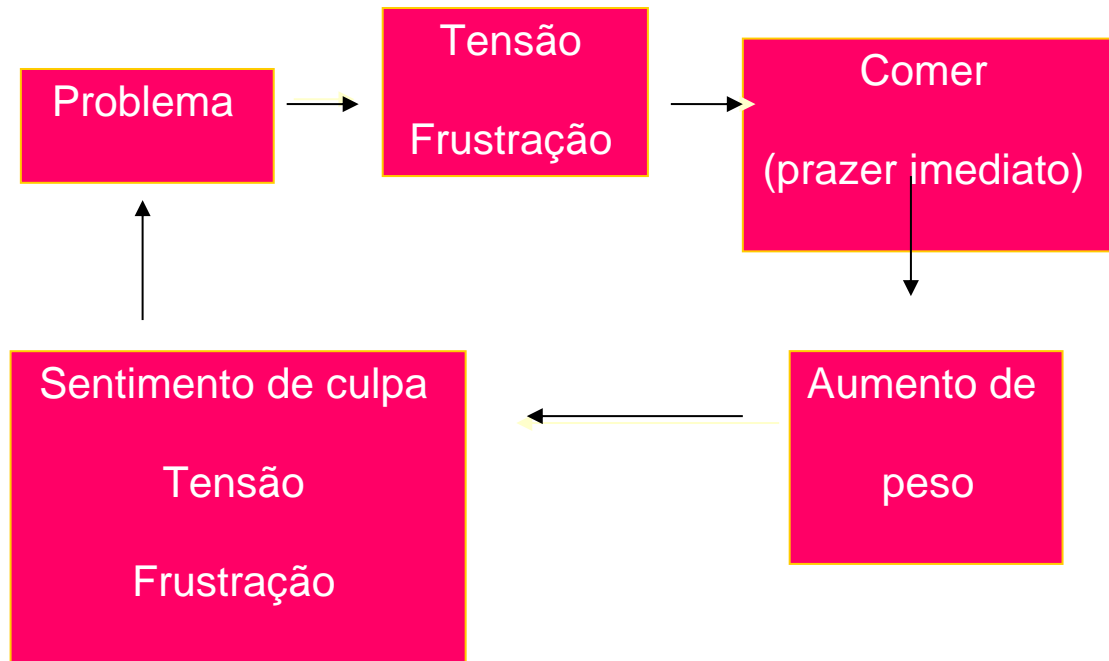 Problema
Tensão
Frustração
Comer
(prazer imediato)
Aumento de
peso
Sentimento de culpa
Tensão
Frustração